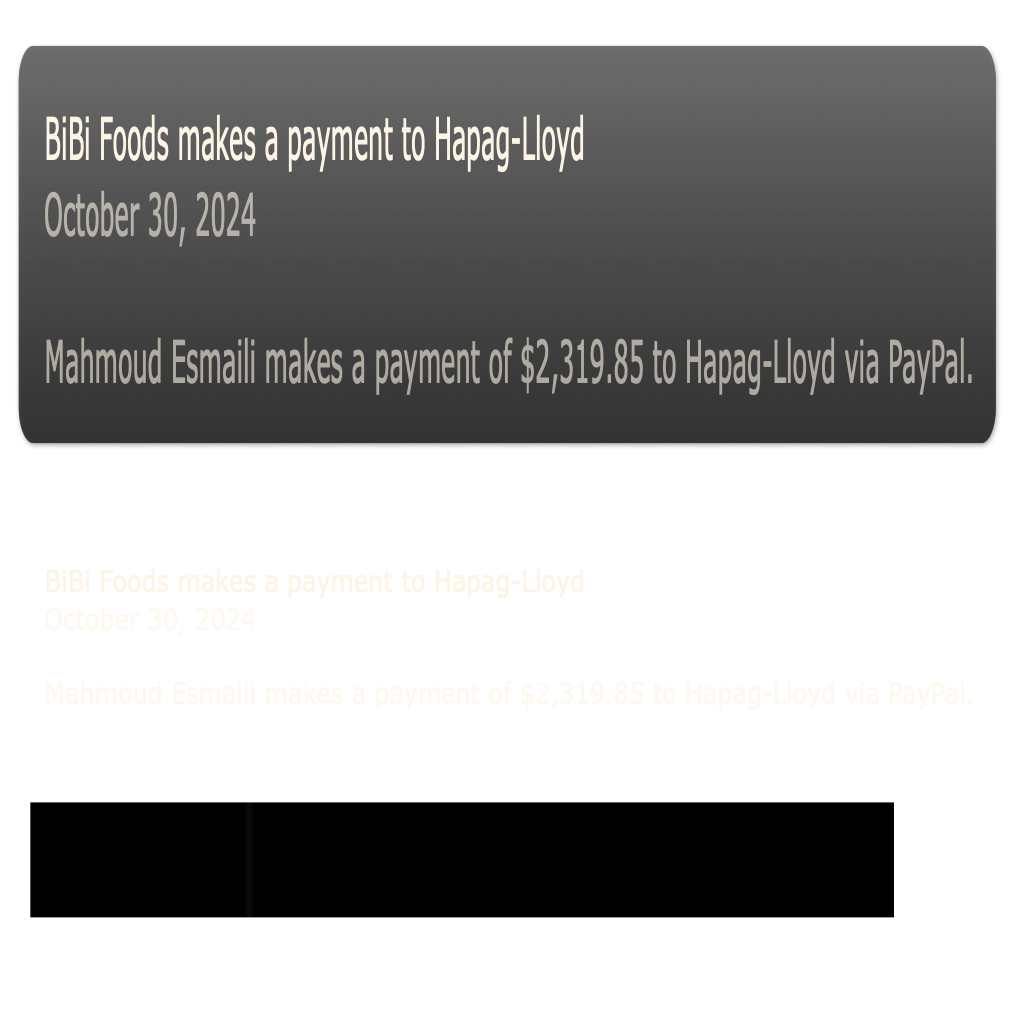 BiBi Foods makes a payment to Hapag-Lloyd
October 30, 2024
Mahmoud Esmaili makes a payment of $2,319.85 to Hapag-Lloyd via PayPal.
BiBi Foods makes a payment to Hapag-Lloyd
October 30, 2024
Mahmoud Esmaili makes a payment of $2,319.85 to Hapag-Lloyd via PayPal.